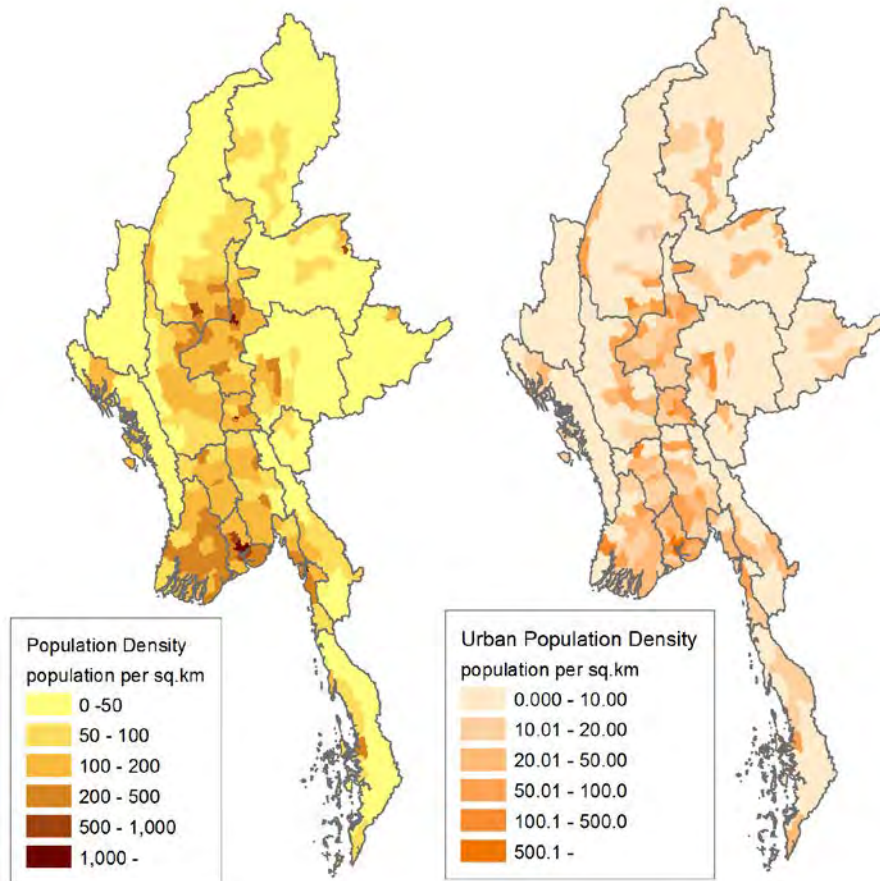 Population Density
population per sq.km
0 -50
50 - 100
100 - 200
200 - 500
500 - 1,000
1,000 -
Urban Population Density
population per sq.km
0.000 - 10.00
10.01 - 20.00
20.01 - 50.00
50.01 - 100.0
100.1 - 500.0
500.1 -